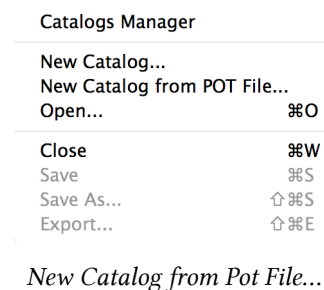 Catalogs Manager
New Catalog...
New Catalog from POT File...
Open... ⌘O
Close ⌘W
Save ⌘S
Save As... ⇧⌘S
Export... ⇧⌘E
New Catalog from Pot File...